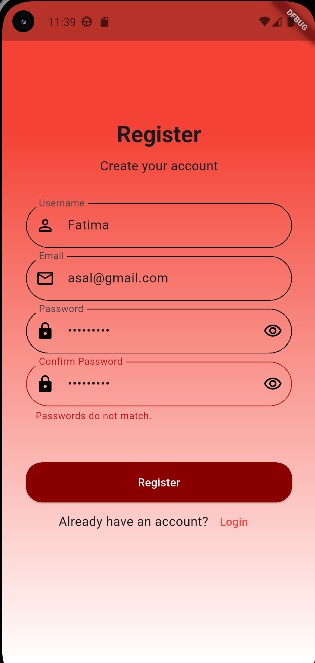 11:39
DEBUG
Register
Create your account
Username
Fatima
Email
asal@gmail.com
Password
•••••••••
Confirm Password
•••••••••
Passwords do not match.
Register
Already have an account? Login